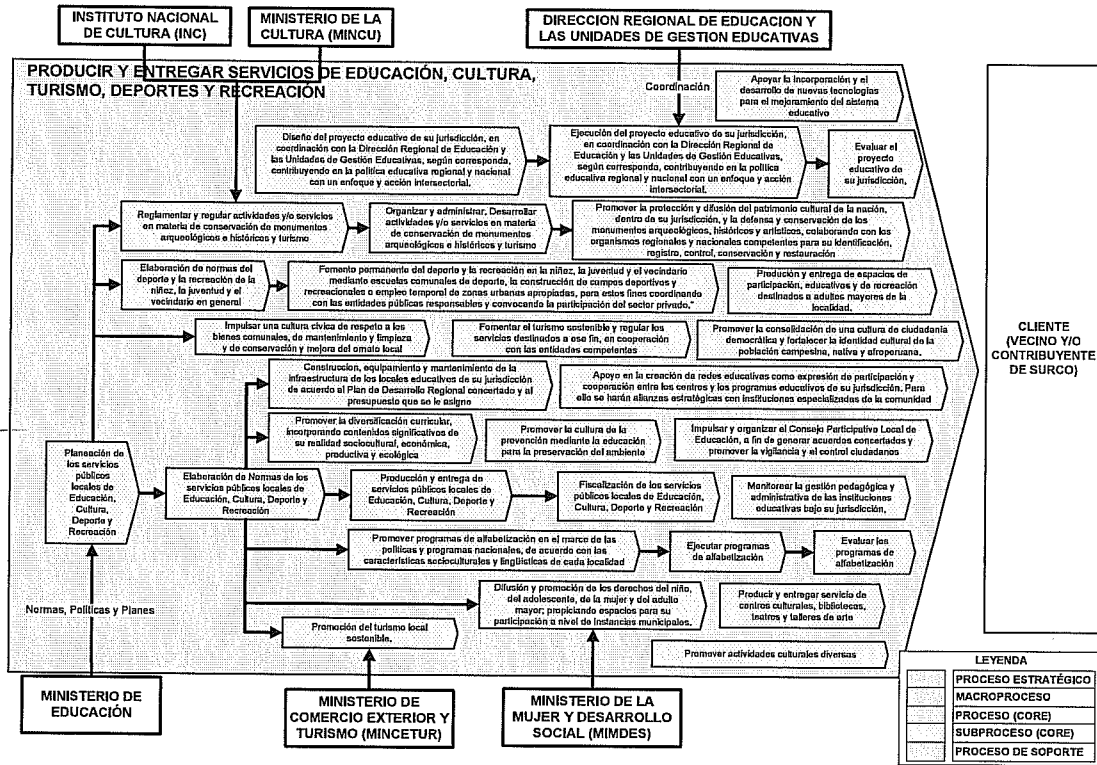 INSTITUTO NACIONAL
DE CULTURA (INC)
MINISTERIO DE LA
CULTURA (MINCU)
DIRECCION REGIONAL DE EDUCACION Y
LAS UNIDADES DE GESTION EDUCATIVAS
PRODUCIR Y ENTREGAR SERVICIOS DE EDUCACIÓN, CULTURA,
TURISMO, DEPORTES Y RECREACIÓN
Coordinación
Apoyar la incorporación y el
desarrollo de nuevas tecnologías
para el mejoramiento del sistema
educativo
Diseño del proyecto educativo de su jurisdicción, en
coordinación con la Dirección Regional de Educación y
las Unidades de Gestión Educativas, según corresponda,
contribuyendo en la política educativa regional y nacional
con un enfoque y acción intersectorial.
Ejecución del proyecto educativo de su jurisdicción,
en coordinación con la Dirección Regional de
Educación y las Unidades de Gestión Educativas,
según corresponda, contribuyendo en la política
educativa regional y nacional con un enfoque y acción
intersectorial.
Evaluar el
proyecto
educativo de
su jurisdicción.
Reglamentar y regular actividades y/o servicios
en materia de conservación de monumentos
arqueológicos e históricos y turismo
Organizar y administrar, Desarrollar
actividades y/o servicios en materia
de conservación de monumentos
arqueológicos e históricos y turismo
Promover la protección y difusión del patrimonio cultural de la nación,
dentro de su jurisdicción, y la defensa y conservación de los
monumentos arqueológicos, históricos y artísticos, colaborando con los
organismos regionales y nacionales competentes para su identificación,
registro, control, conservación y restauración
Elaboración de normas del
deporte y la recreación de la
niñez, la juventud y el
vecindario en general
Fomento permanente del deporte y la recreación en la niñez, la juventud y el vecindario
mediante escuelas comunales de deporte, la construcción de campos deportivos y
recreacionales o empleo temporal de zonas urbanas apropiadas, para estos fines coordinando
con las entidades públicas responsables y convocando la participación del sector privado."
Produción y entrega de espacios de
participación, educativos y de recreación
destinados a adultos mayores de la
localidad.
Impulsar una cultura cívica de respeto a los
bienes comunales, de mantenimiento y limpieza
y de conservación y mejora del ornato local
Fomentar el turismo sostenible y regular los
servicios destinados a ese fin, en cooperación
con las entidades competentes
Promover la consolidación de una cultura de ciudadanía
democrática y fortalecer la identidad cultural de la
población campesina, nativa y afroperuana.
CLIENTE
(VECINO Y/O
CONTRIBUYENTE
DE SURCO)
Construccion, equipamiento y mantenimiento de la
infraestructura de los locales educativos de su jurisdicción
de acuerdo al Plan de Desarrollo Regional concertado y al
presupuesto que se le asigne
Apoyo en la creación de redes educativas como expresión de participación y
cooperación entre los centros y los programas educativos de su jurisdicción. Para
ello se harán alianzas estratégicas con instituciones especializadas de la comunidad
Promover la diversificación curricular,
incorporando contenidos significativos de
su realidad sociocultural, económica,
productiva y ecológica
Promover la cultura de la
prevención mediante la educación
para la preservación del ambiente
Impulsar y organizar el Consejo Participativo Local de
Educación, a fin de generar acuerdos concertados y
promover la vigilancia y el control ciudadanos
Planeación de
los servicios
públicos
locales de
Educación,
Cultura,
Deporte y
Recreación
Elaboración de Normas de los
servicios públicos locales de
Educación, Cultura, Deporte y
Recreación
Producción y entrega de
servicios públicos locales de
Educación, Cultura, Deporte y
Recreación
Fiscalización de los servicios
públicos locales de Educación,
Cultura, Deporte y Recreación
Monitorear la gestión pedagógica y
administrativa de las instituciones
educativas bajo su jurisdicción.
Promover programas de alfabetización en el marco de las
políticas y programas nacionales, de acuerdo con las
características socioculturales y lingüísticas de cada localidad
Ejecutar programas
de alfabetización
Evaluar los
programas de
alfabetización
Difusión y promoción de los derechos del niño,
del adolescente, de la mujer y del adulto
mayor; propiciando espacios para su
participación a nivel de instancias municipales.
Producir y entregar servicio de
centros culturales, bibliotecas,
teatros y talleres de arte
Normas, Políticas y Planes
Promoción del turismo local
sostenible.
Promover actividades culturales diversas
MINISTERIO DE
EDUCACIÓN
MINISTERIO DE
COMERCIO EXTERIOR Y
TURISMO (MINCETUR)
MINISTERIO DE LA
MUJER Y DESARROLLO
SOCIAL (MIMDES)
LEYENDA
PROCESO ESTRATÉGICO
MACROPROCESO
PROCESO (CORE)
SUBPROCESO (CORE)
PROCESO DE SOPORTE